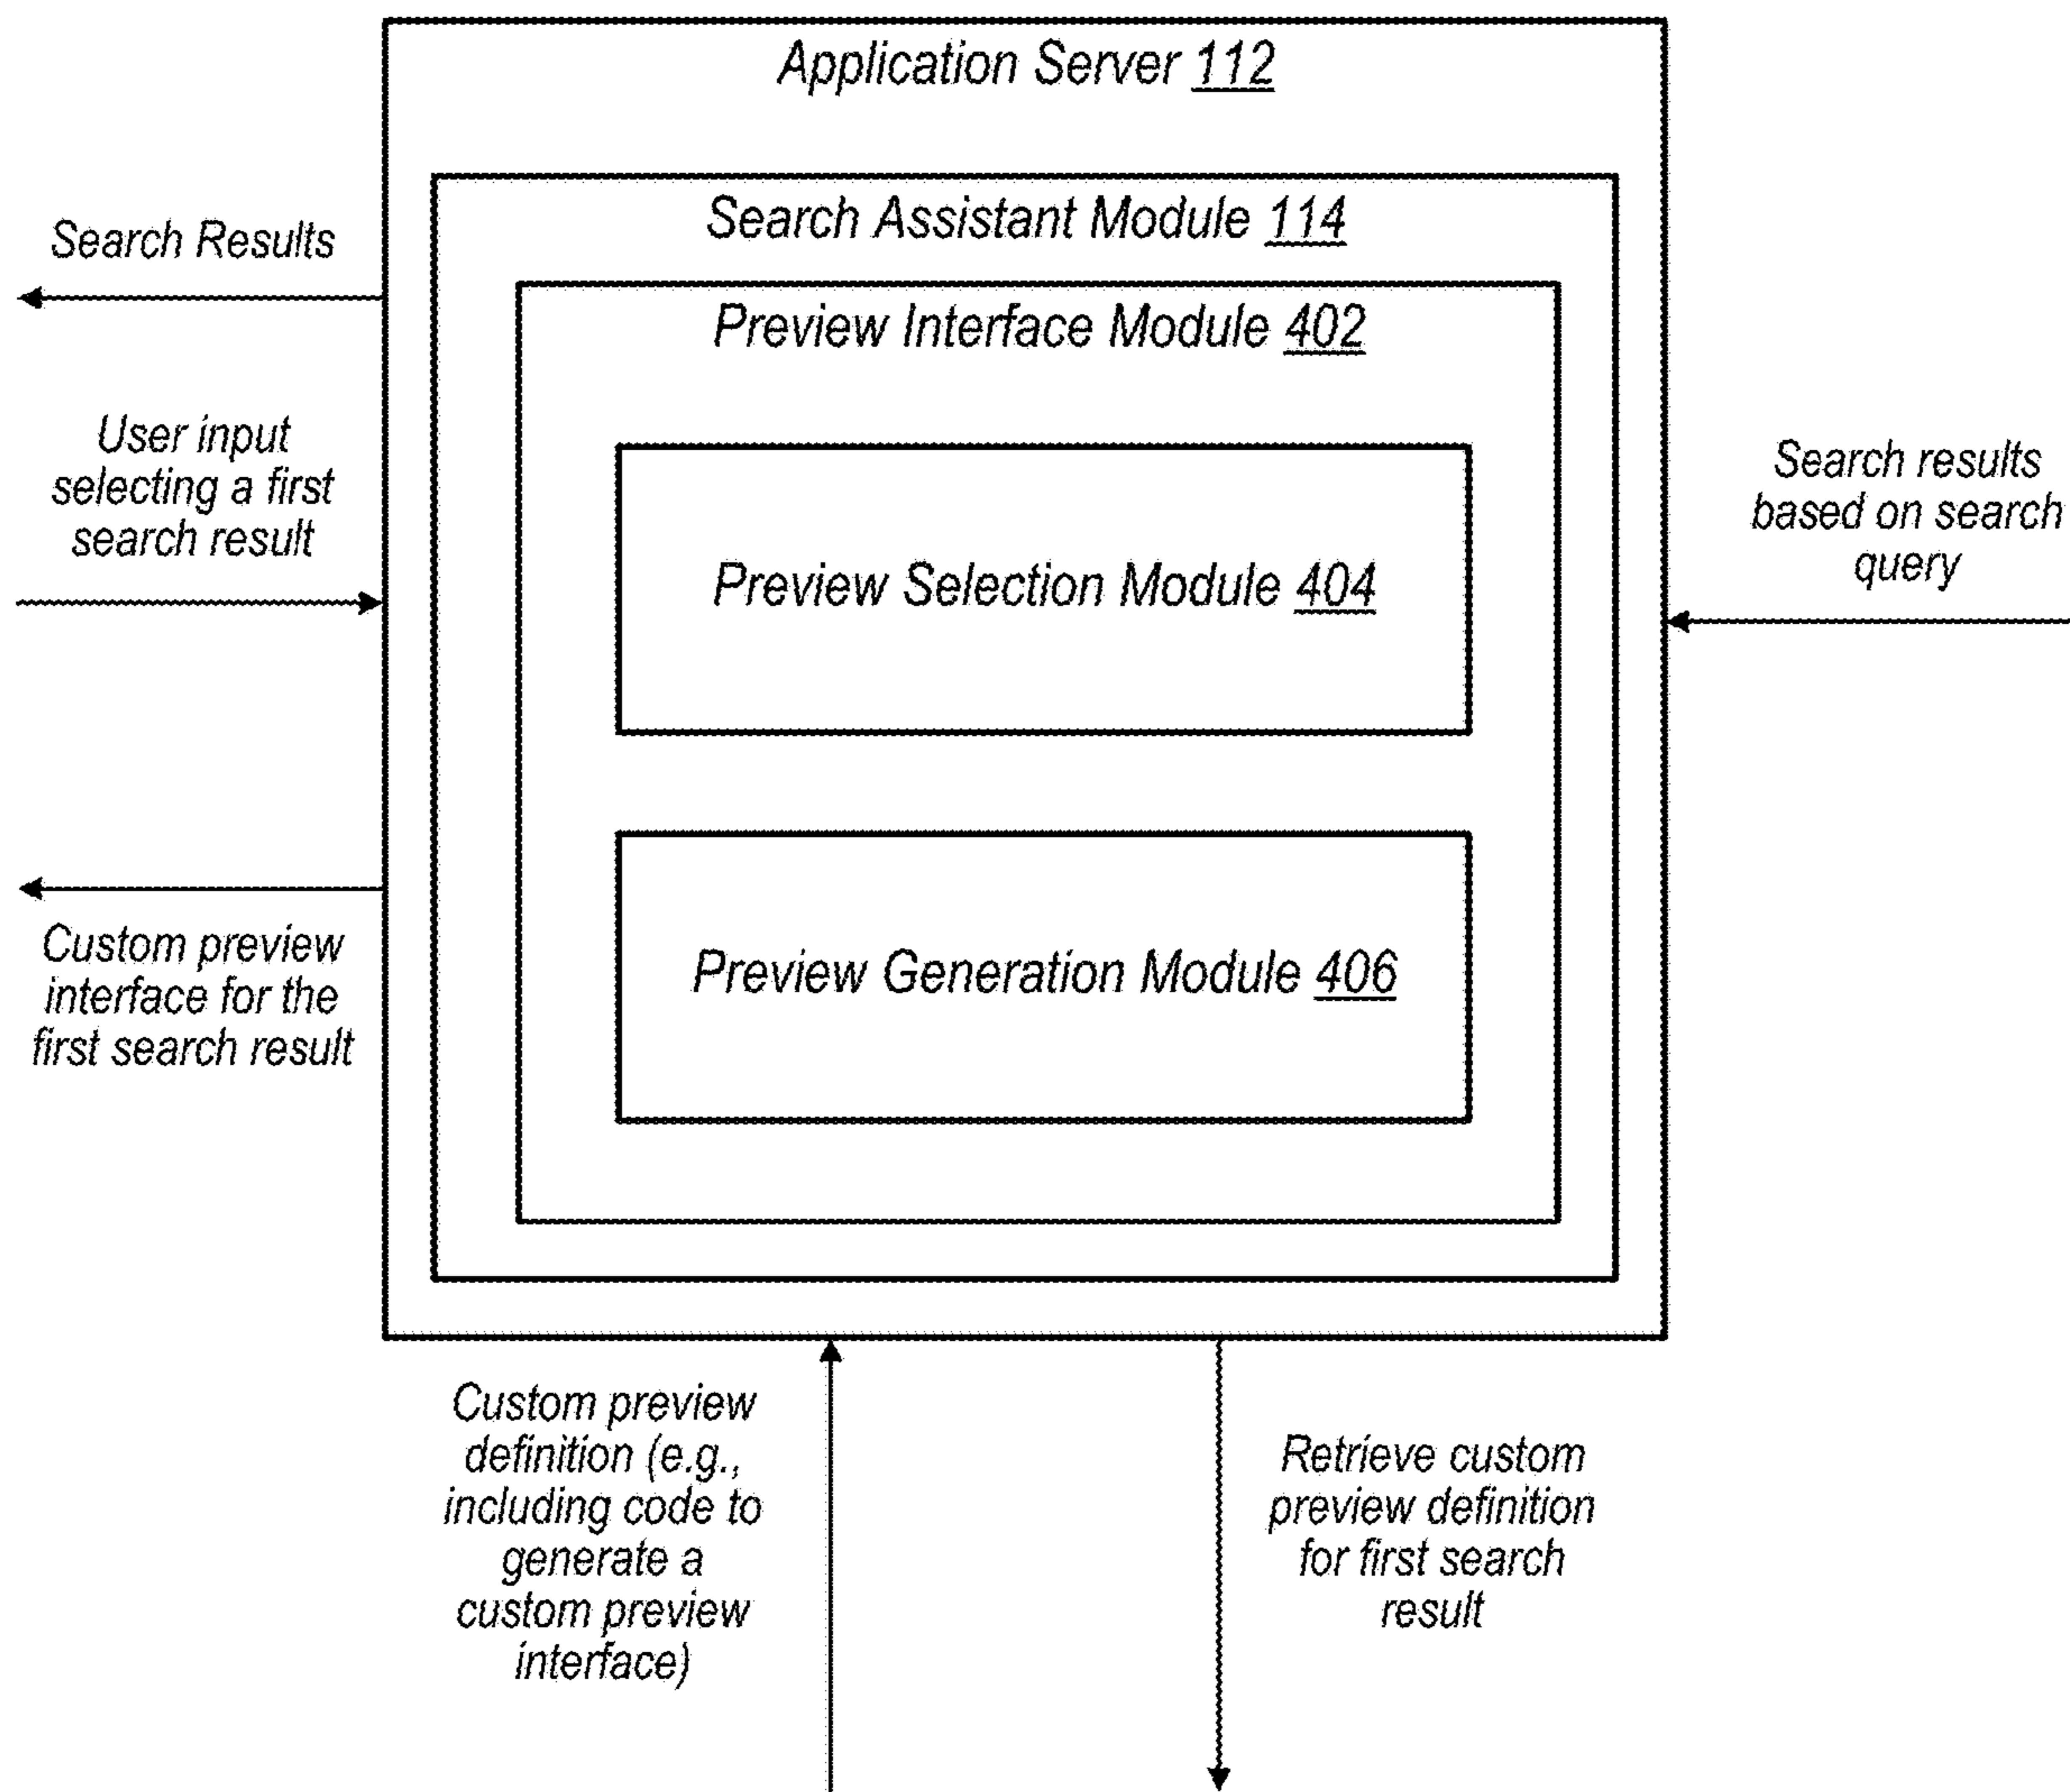 Application Server 112
Search Assistant Module 114
Preview Interface Module 402
Preview Selection Module 404
Preview Generation Module 406
Search Results
User input
selecting a first
search result
Custom preview
interface for the
first search result
Search results
based on search
query
Custom preview
definition (e.g.,
including code to
generate a
custom preview
interface)
Retrieve custom
preview definition
for first search
result